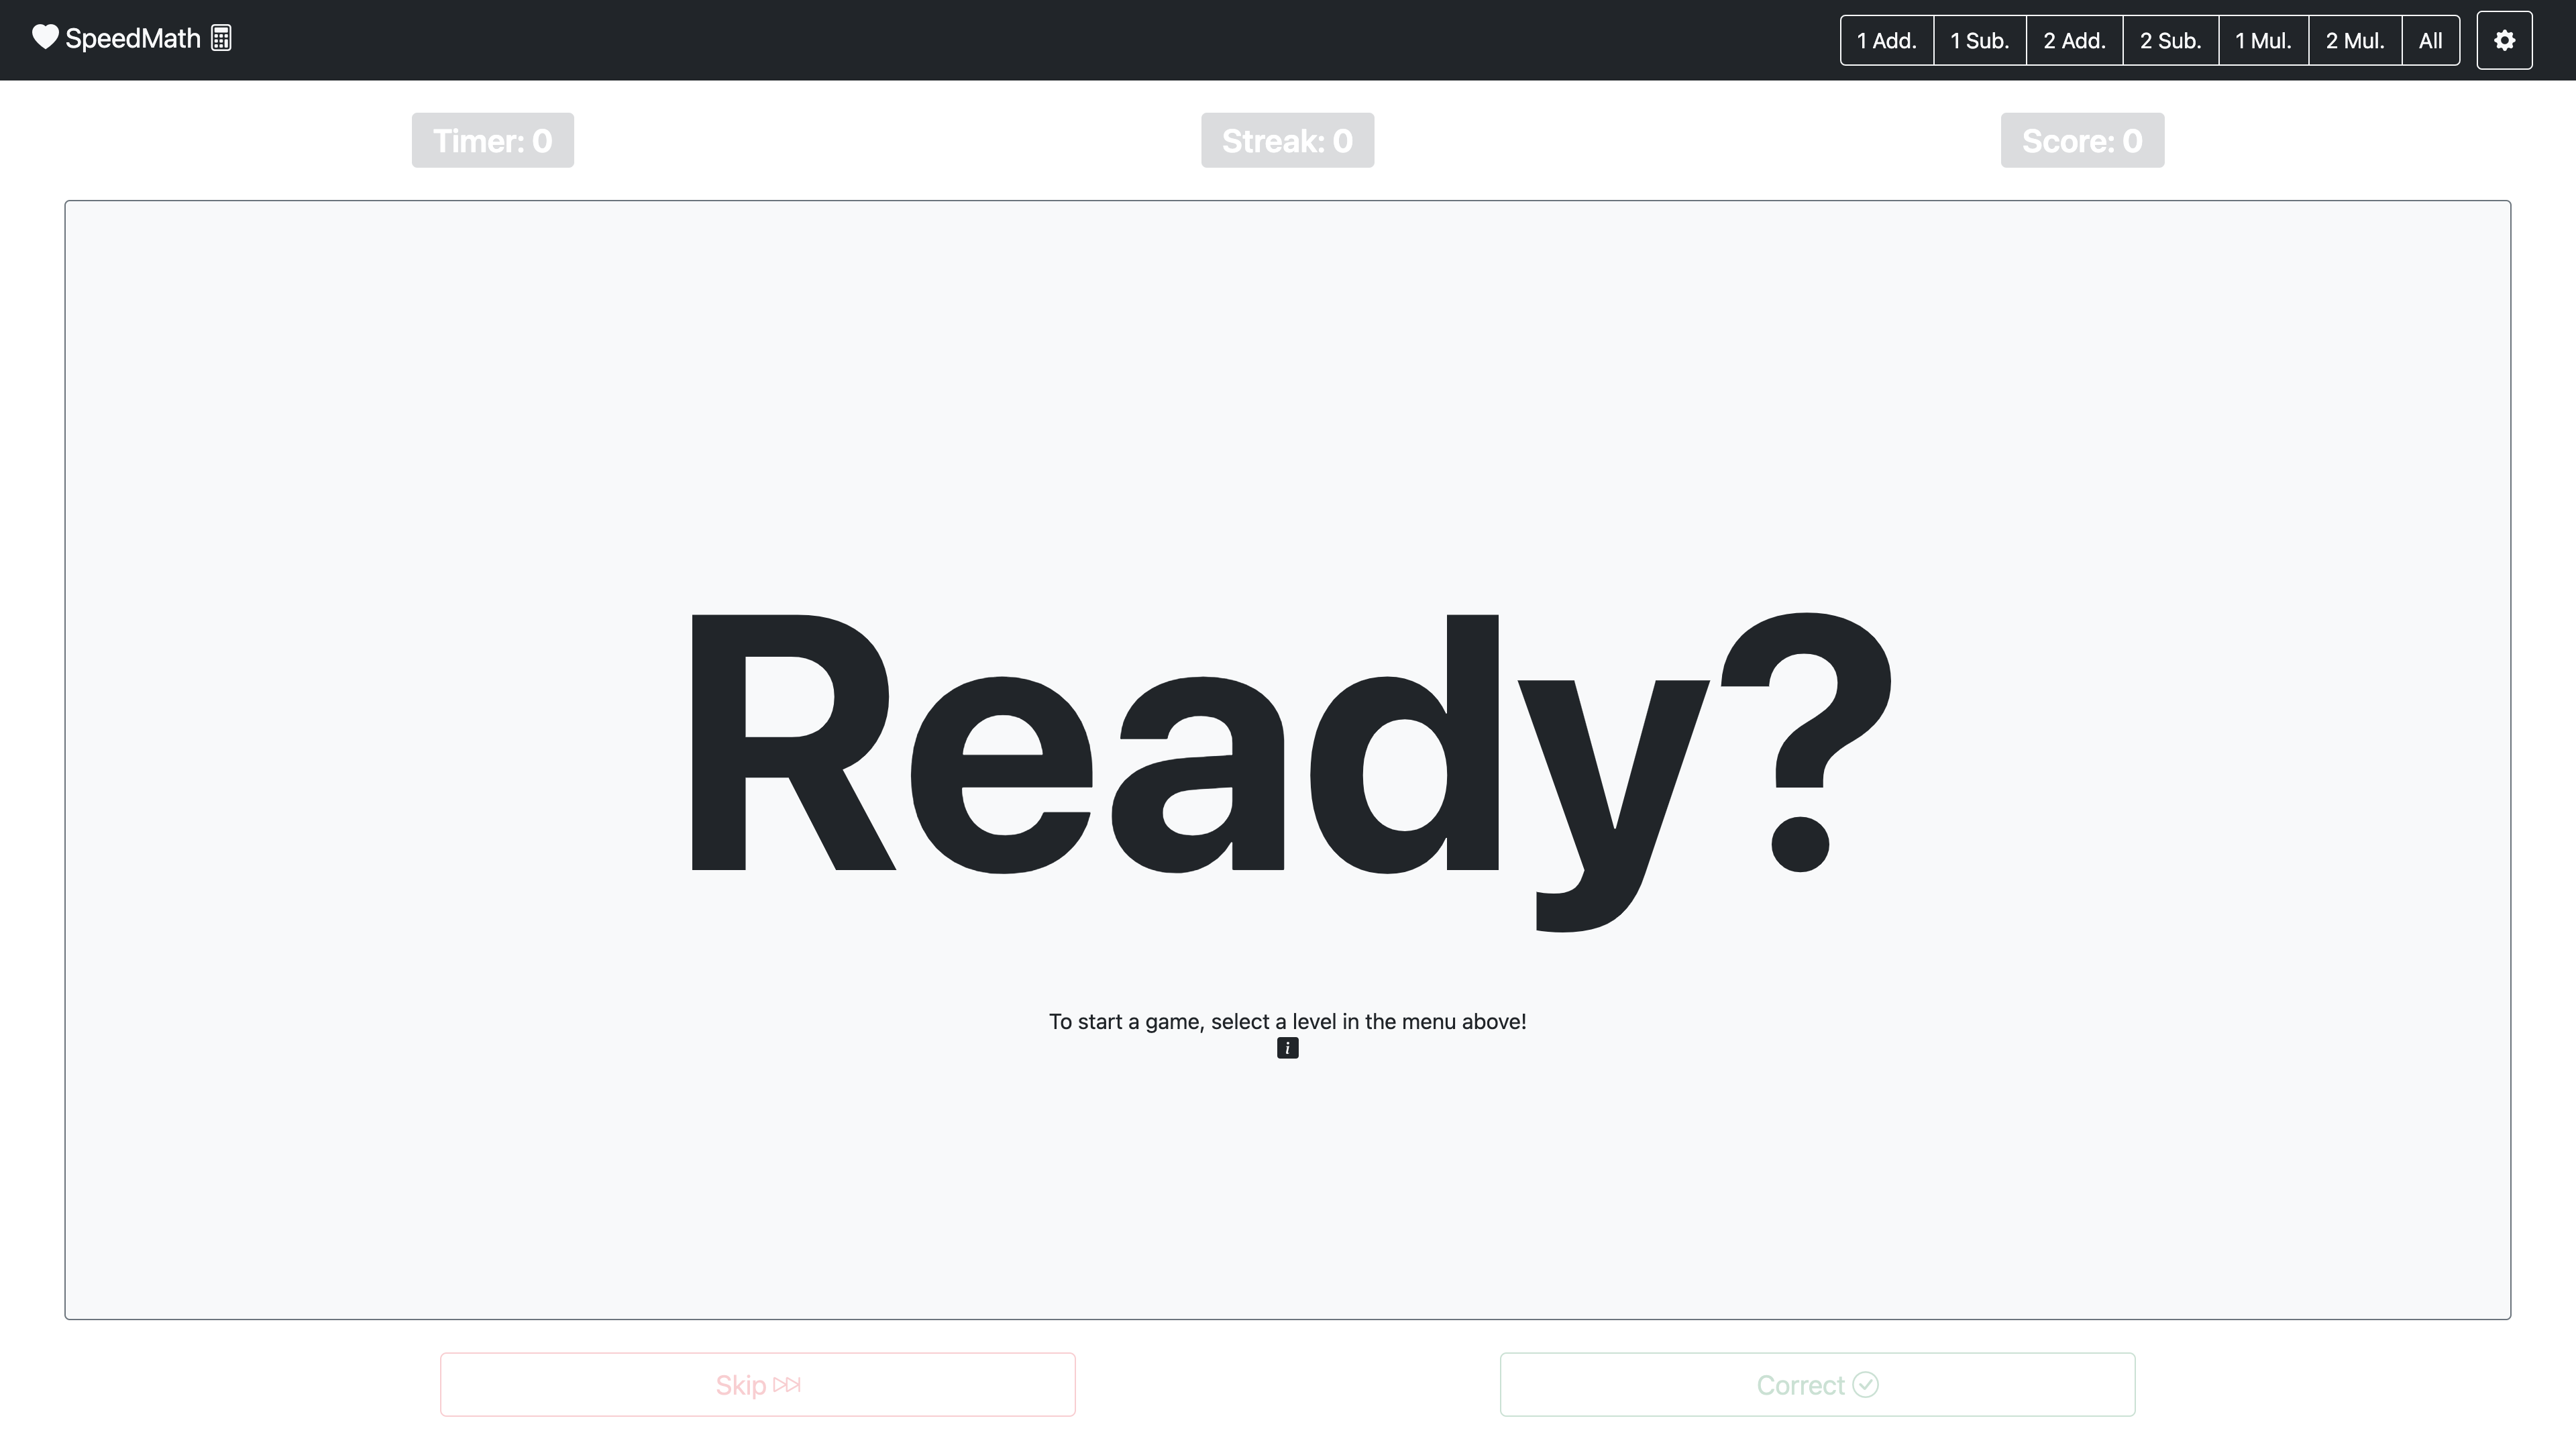 SpeedMath
1 Add. 1 Sub. 2 Add. 2 Sub. 1 Mul. 2 Mul. All
Timer: 0 Streak: 0 Score: 0
Ready?
To start a game, select a level in the menu above!
i
Skip Correct